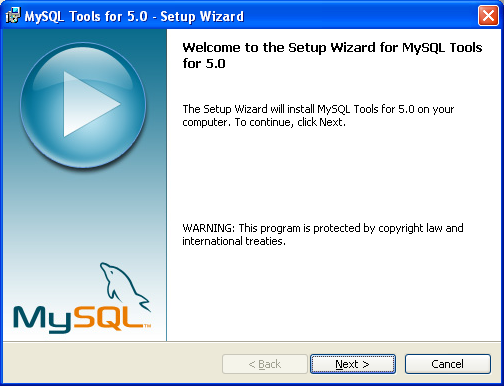 MySQL Tools for 5.0 - Setup Wizard
Welcome to the Setup Wizard for MySQL Tools
for 5.0
The Setup Wizard will install MySQL Tools for 5.0 on your
computer. To continue, click Next.
WARNING: This program is protected by copyright law and
international treaties.
MySQL™
< Back
Next >
Cancel